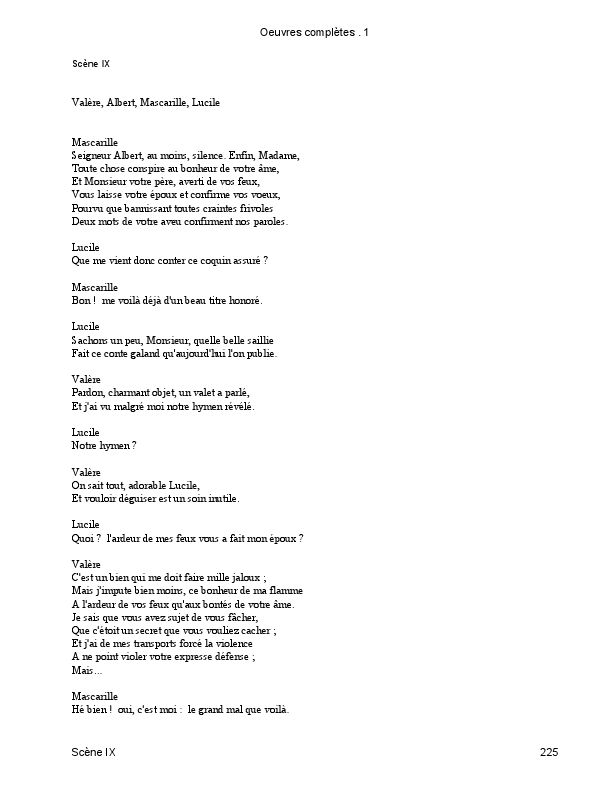 Oeuvres complètes . 1
Scène IX
Valère, Albert, Mascarille, Lucile
Mascarille
Seigneur Albert, au moins, silence. Enfin, Madame,
Toute chose conspire au bonheur de votre âme,
Et Monsieur votre père, averti de vos feux,
Vous laisse votre époux et confirme vos voeux,
Pourvu que bannissant toutes craintes frivoles
Deux mots de votre aveu confirment nos paroles.
Lucile
Que me vient donc conter ce coquin assuré ?
Mascarille
Bon !  me voilà déjà d'un beau titre honoré.
Lucile
Sachons un peu, Monsieur, quelle belle saillie
Fait ce conte galand qu'aujourd'hui l'on publie.
Valère
Pardon, charmant objet, un valet a parlé,
Et j'ai vu malgré moi notre hymen révélé.
Lucile
Notre hymen ?
Valère
On sait tout, adorable Lucile,
Et vouloir déguiser est un soin inutile.
Lucile
Quoi ?  l'ardeur de mes feux vous a fait mon époux ?
Valère
C'est un bien qui me doit faire mille jaloux ;
Mais j'impute bien moins, ce bonheur de ma flamme
A l'ardeur de vos feux qu'aux bontés de votre âme.
Je sais que vous avez sujet de vous fâcher,
Que c'étoit un secret que vous vouliez cacher ;
Et j'ai de mes transports forcé la violence
A ne point violer votre expresse défense ;
Mais...
Mascarille
Hé bien !  oui, c'est moi :  le grand mal que voilà.
Scène IX
225